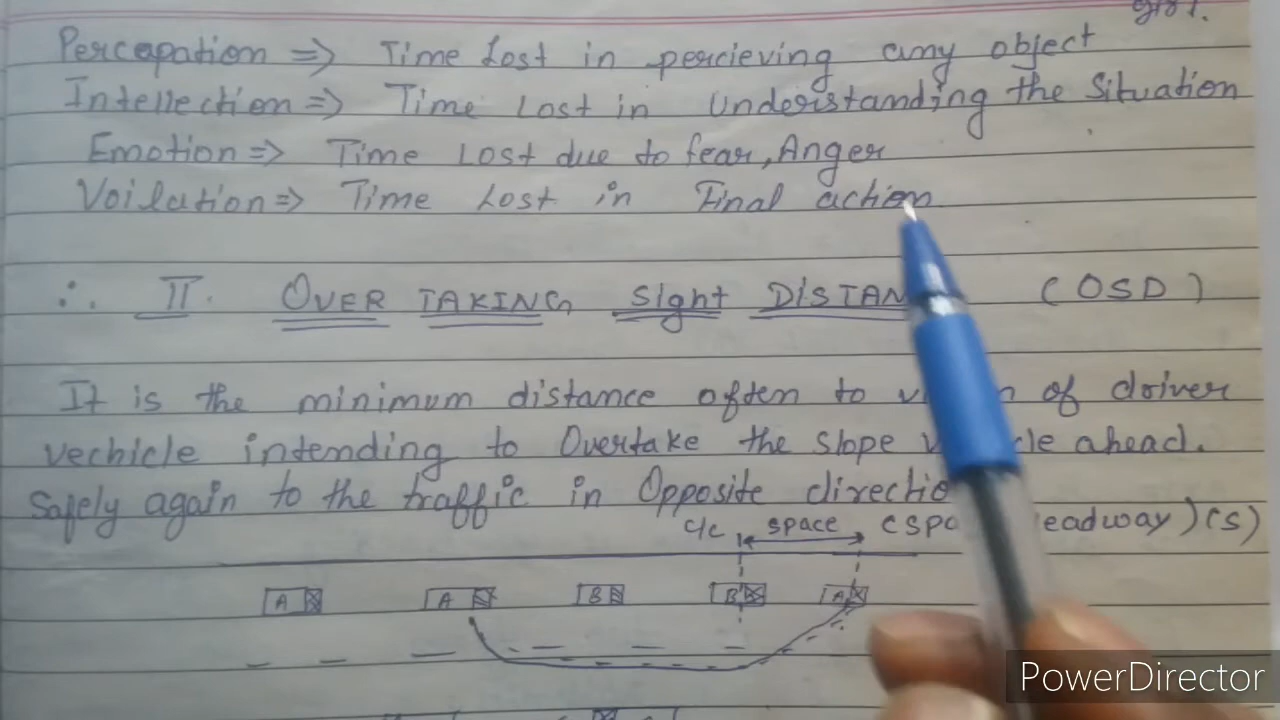 Percepation => Time Lost in percieving any object
Intellection => Time Lost in Understanding the Situation
Emotion => Time Lost due to fear, Anger
Voilation => Time Lost in Final action
∴ II. OVER TAKING Sight DISTAN (OSD)
It is the minimum distance often to of driver
vechicle intending to Overtake the slope ahead.
Safely again to the traffic in Opposite directio
c/c space eadway) (S)
A A B B A
PowerDirector